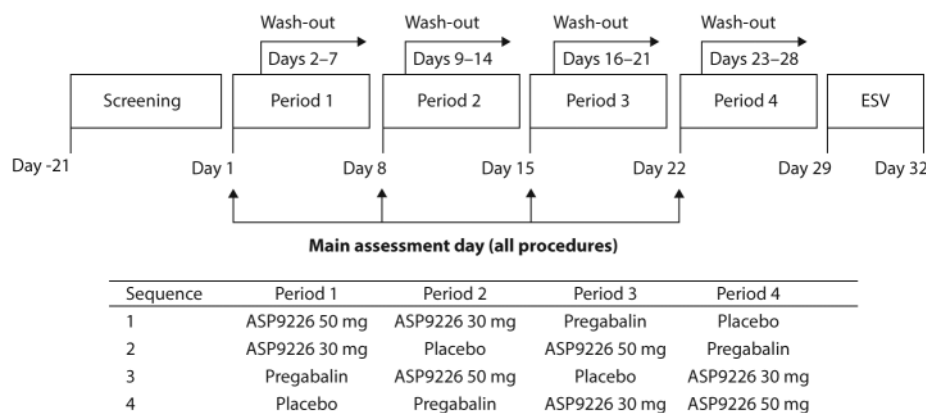 Wash-out Wash-out Wash-out Wash-out
Days 2–7 Days 9–14 Days 16–21 Days 23–28
Screening Period 1 Period 2 Period 3 Period 4 ESV
Day -21 Day 1 Day 8 Day 15 Day 22 Day 29 Day 32
Main assessment day (all procedures)
Sequence Period 1 Period 2 Period 3 Period 4
1 ASP9226 50 mg ASP9226 30 mg Pregabalin Placebo
2 ASP9226 30 mg Placebo ASP9226 50 mg Pregabalin
3 Pregabalin ASP9226 50 mg Placebo ASP9226 30 mg
4 Placebo Pregabalin ASP9226 30 mg ASP9226 50 mg